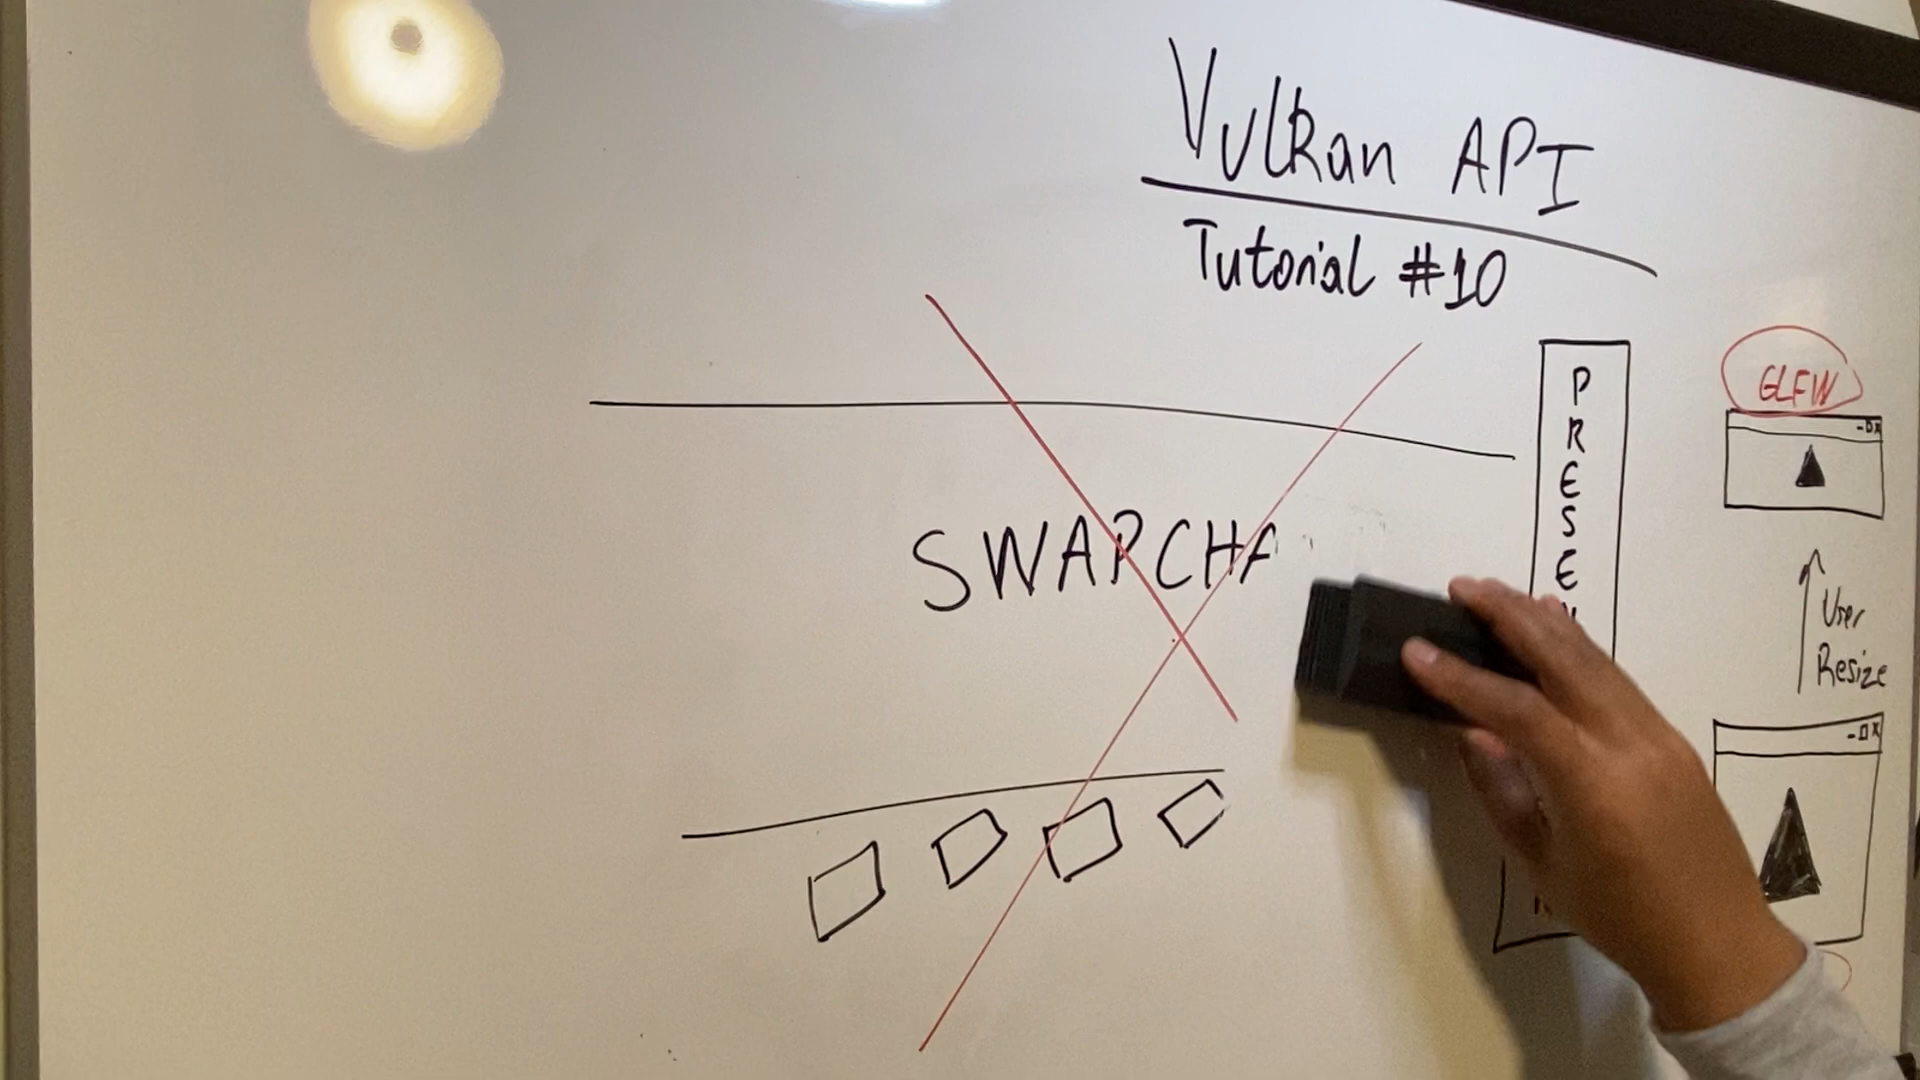 Vulkan API
Tutorial #10
SWAPCHA
PRESE
GLFW
User
Resize